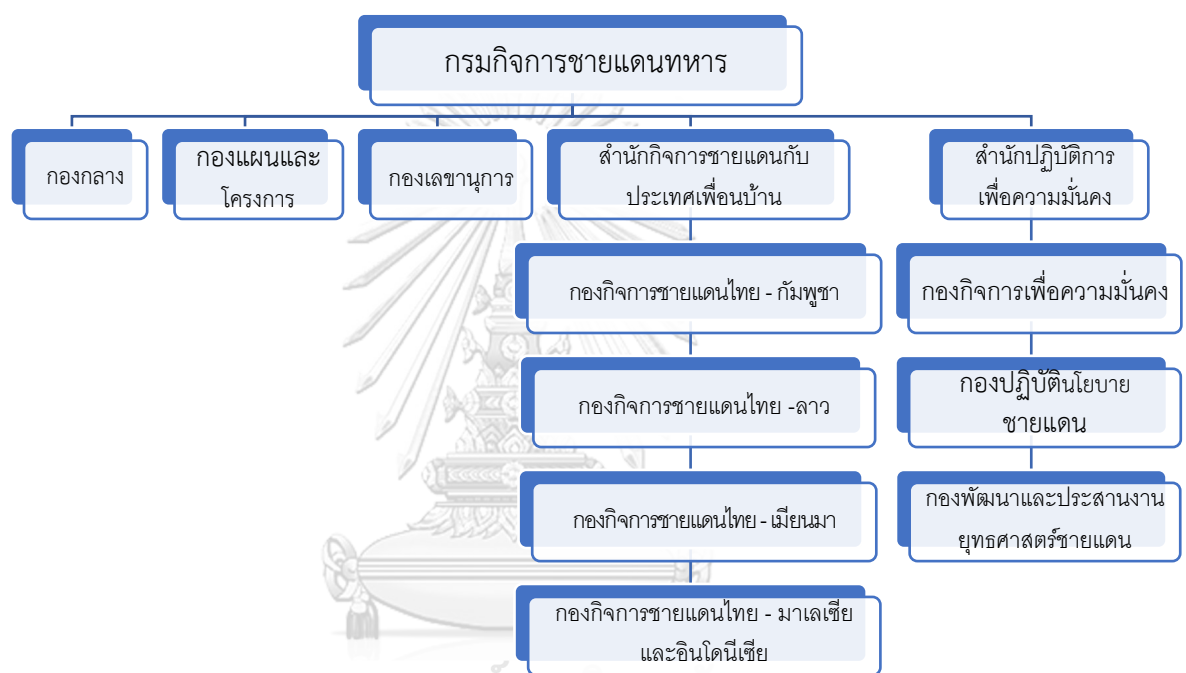 กรมกิจการชายแดนทหาร
กองกลาง
กองแผนและ
โครงการ
กองเลขานุการ
สำนักกิจการชายแดนกับ
ประเทศเพื่อนบ้าน
สำนักปฏิบัติการ
เพื่อความมั่นคง
กองกิจการชายแดนไทย - กัมพูชา
กองกิจการชายแดนไทย -ลาว
กองกิจการชายแดนไทย - เมียนมา
กองกิจการชายแดนไทย - มาเลเซีย
และอินโดนีเซีย
กองกิจการเพื่อความมั่นคง
กองปฏิบัตินโยบาย
ชายแดน
กองพัฒนาและประสานงาน
ยุทธศาสตร์ชายแดน